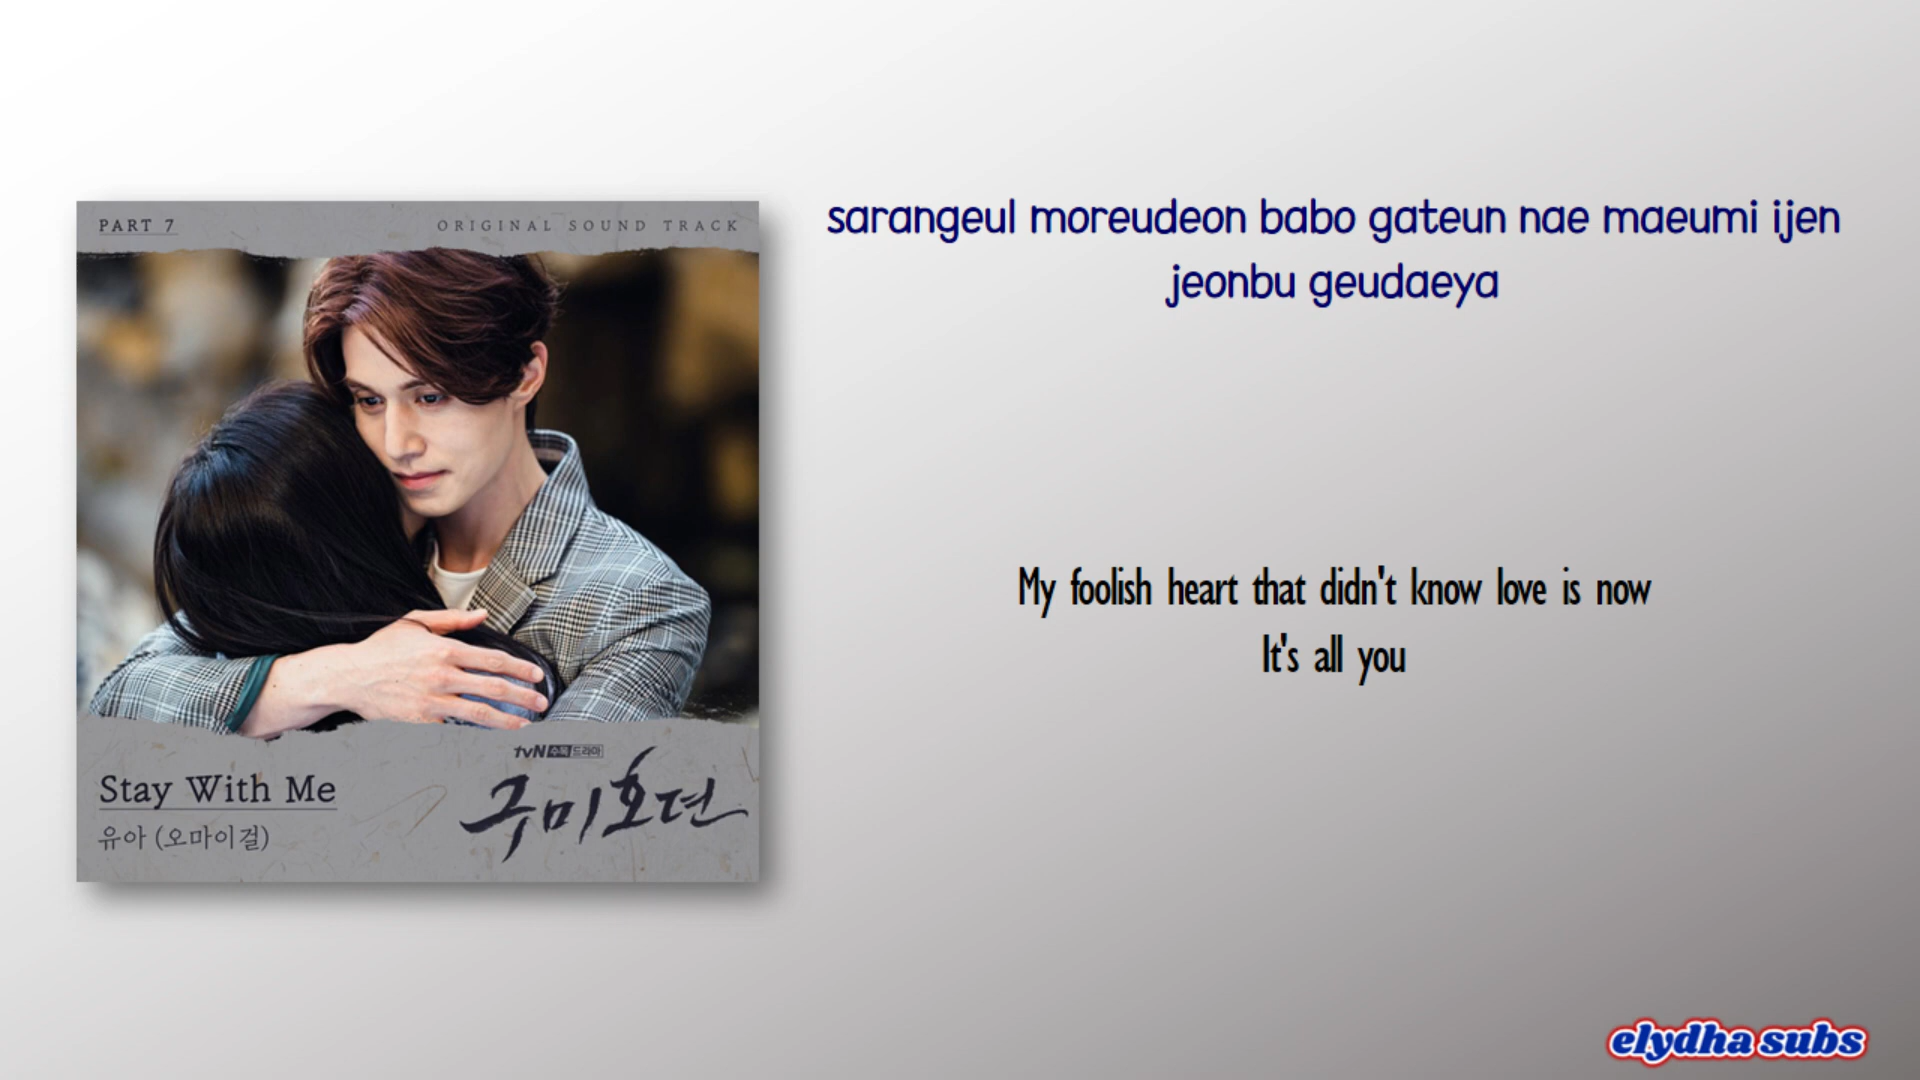 PART 7
ORIGINAL SOUND TRACK
tvN 수목 드라마
구미호뎐
Stay With Me
유아 (오마이걸)
sarangeul moreudeon babo gateun nae maeumi ijen
jeonbu geudaeya
My foolish heart that didn't know love is now
It's all you
elydha subs